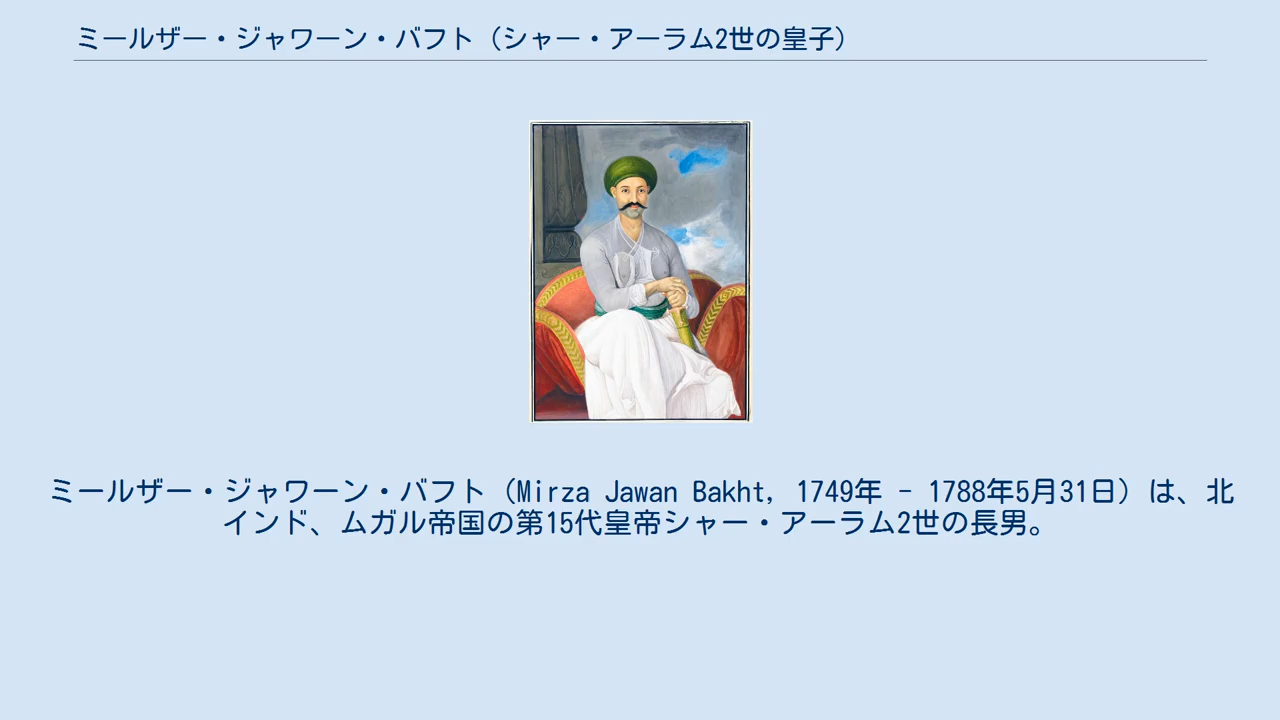 ミールザー・ジャワーン・バフト（シャー・アーラム2世の皇子）
ミールザー・ジャワーン・バフト（Mirza Jawan Bakht, 1749年 - 1788年5月31日）は、北
インド、ムガル帝国の第15代皇帝シャー・アーラム2世の長男。